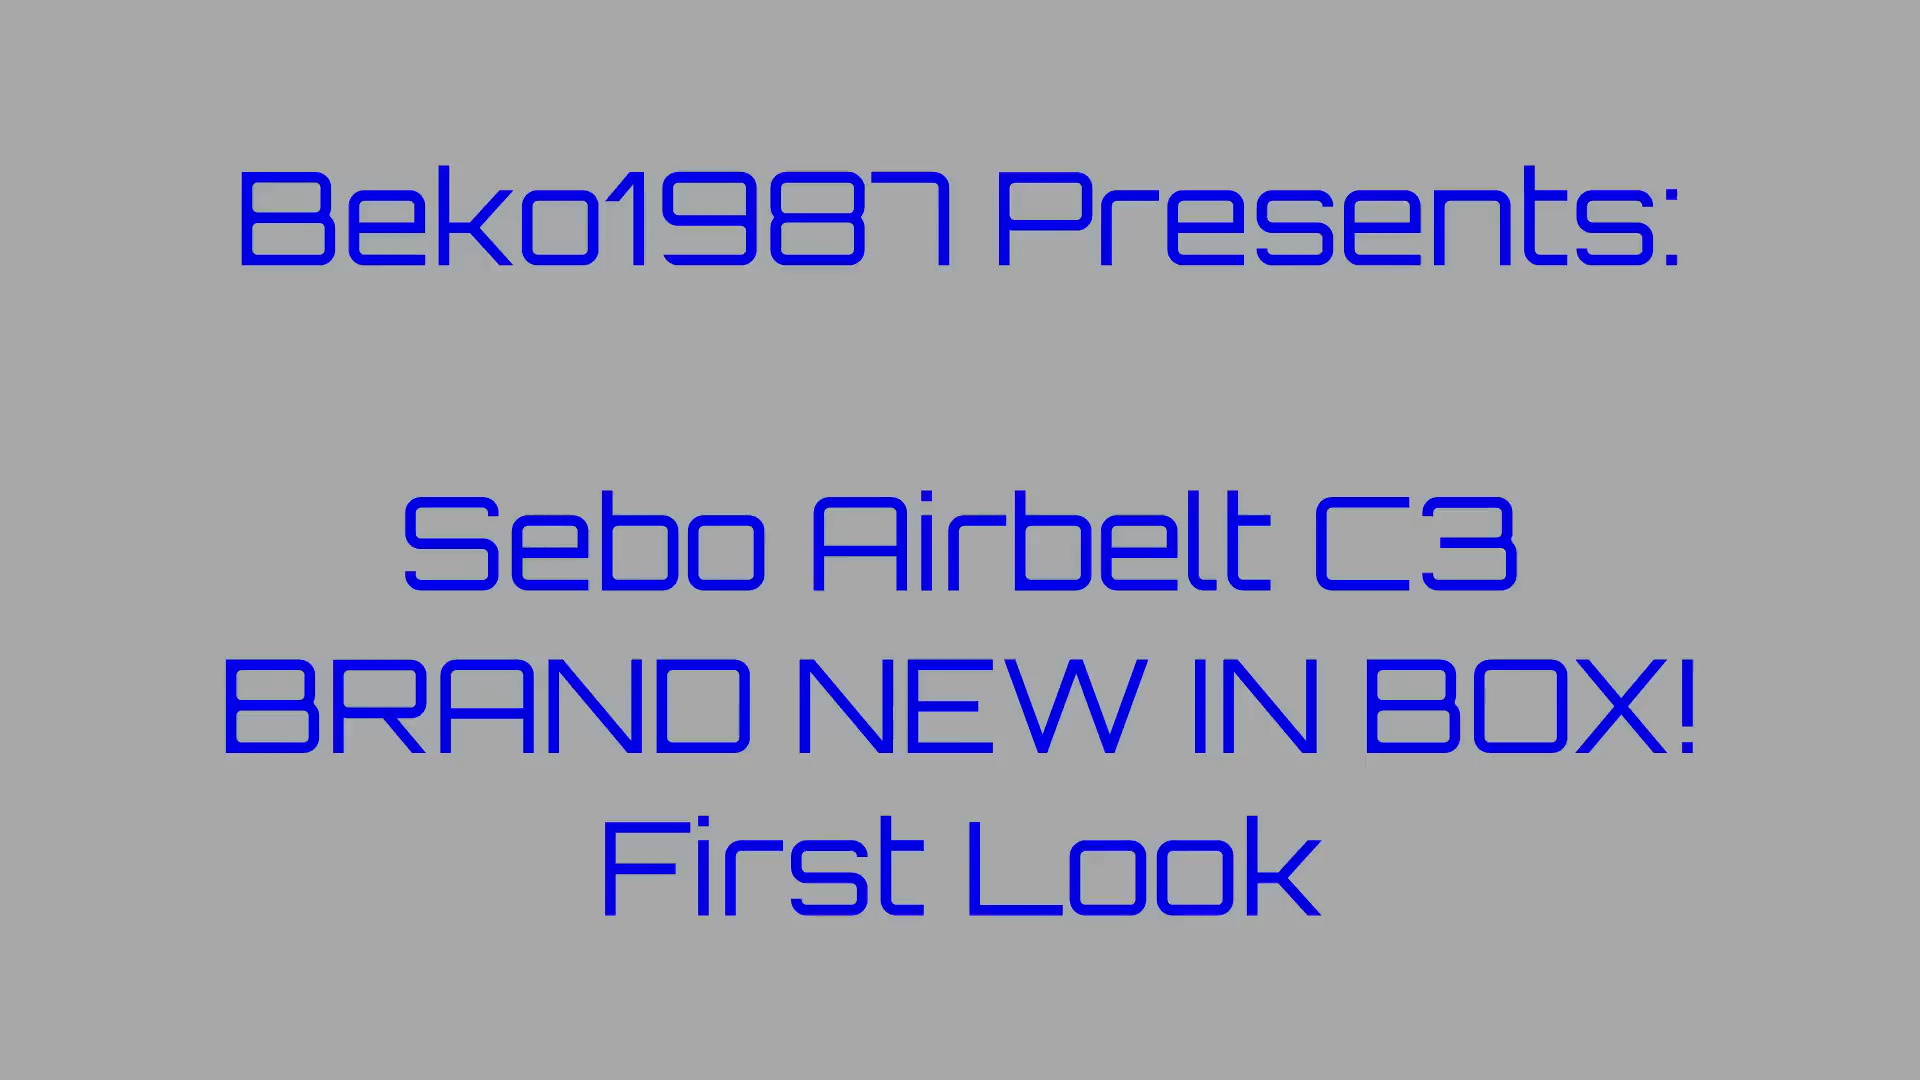 Beko1987 Presents:
Sebo Airbelt C3
BRAND NEW IN BOX!
First Look